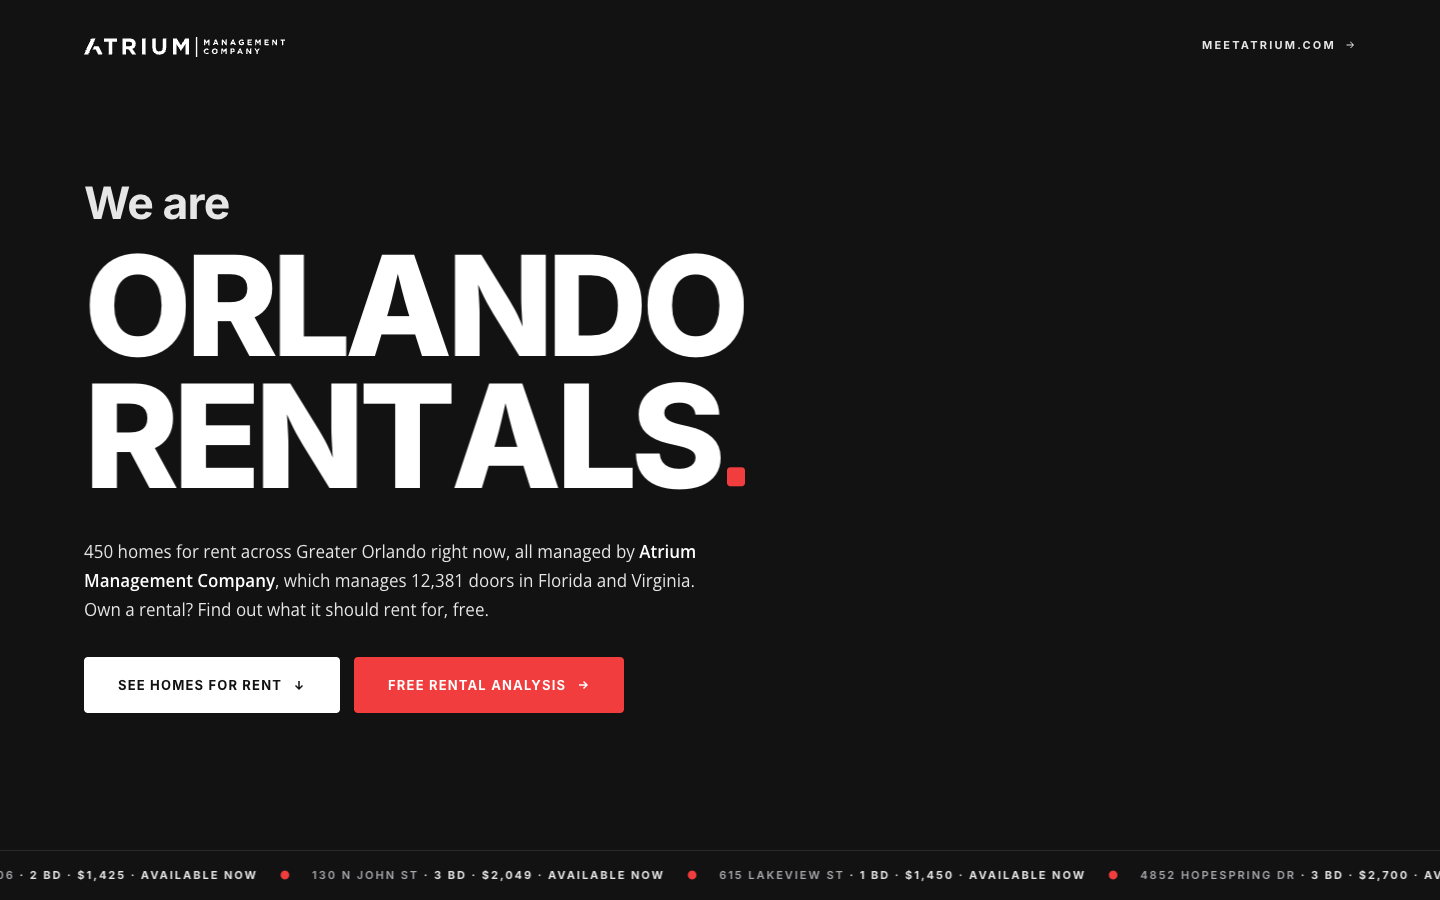 ATRIUM MANAGEMENT COMPANY
MEETATRIUM.COM →
We are
ORLANDO
RENTALS.
450 homes for rent across Greater Orlando right now, all managed by Atrium
Management Company, which manages 12,381 doors in Florida and Virginia.
Own a rental? Find out what it should rent for, free.
SEE HOMES FOR RENT ↓
FREE RENTAL ANALYSIS →
· 2 BD · $1,425 · AVAILABLE NOW ● 130 N JOHN ST · 3 BD · $2,049 · AVAILABLE NOW ● 615 LAKEVIEW ST · 1 BD · $1,450 · AVAILABLE NOW ● 4852 HOPESPRING DR · 3 BD · $2,700 ·